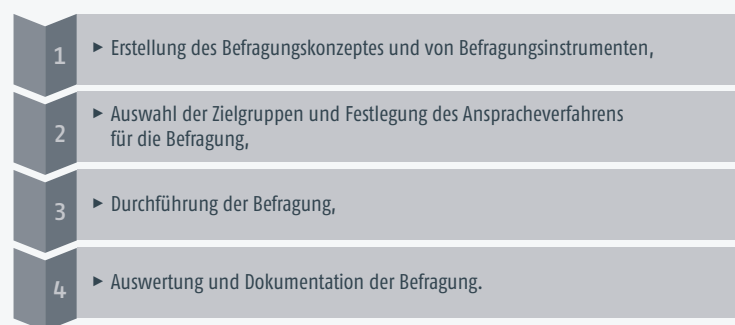 1 ▸ Erstellung des Befragungskonzeptes und von Befragungsinstrumenten,
2 ▸ Auswahl der Zielgruppen und Festlegung des Anspracheverfahrens
für die Befragung,
3 ▸ Durchführung der Befragung,
4 ▸ Auswertung und Dokumentation der Befragung.